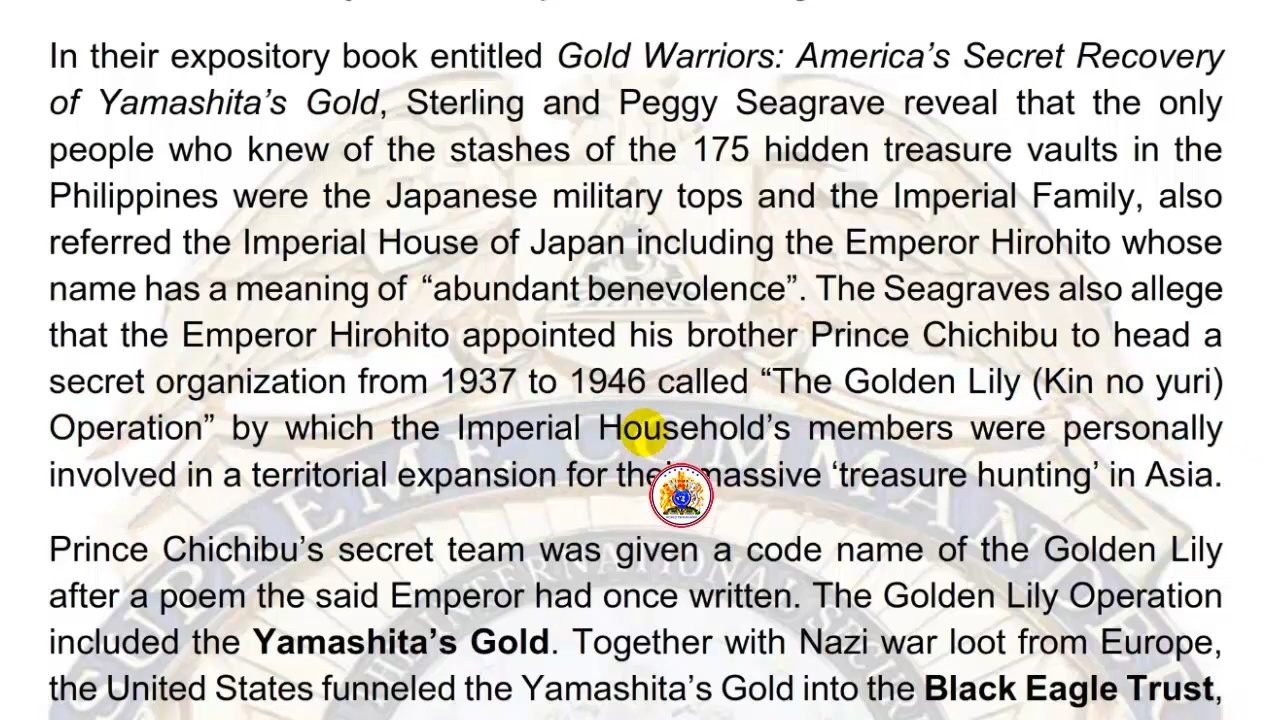 In their expository book entitled Gold Warriors: America's Secret Recovery
of Yamashita's Gold, Sterling and Peggy Seagrave reveal that the only
people who knew of the stashes of the 175 hidden treasure vaults in the
Philippines were the Japanese military tops and the Imperial Family, also
referred the Imperial House of Japan including the Emperor Hirohito whose
name has a meaning of “abundant benevolence”. The Seagraves also allege
that the Emperor Hirohito appointed his brother Prince Chichibu to head a
secret organization from 1937 to 1946 called “The Golden Lily (Kin no yuri)
Operation” by which the Imperial Household’s members were personally
involved in a territorial expansion for their massive ‘treasure hunting’ in Asia.
Prince Chichibu’s secret team was given a code name of the Golden Lily
after a poem the said Emperor had once written. The Golden Lily Operation
included the Yamashita’s Gold. Together with Nazi war loot from Europe,
the United States funneled the Yamashita’s Gold into the Black Eagle Trust,
SUPREME COMMANDER
THE INTERNATIONAL